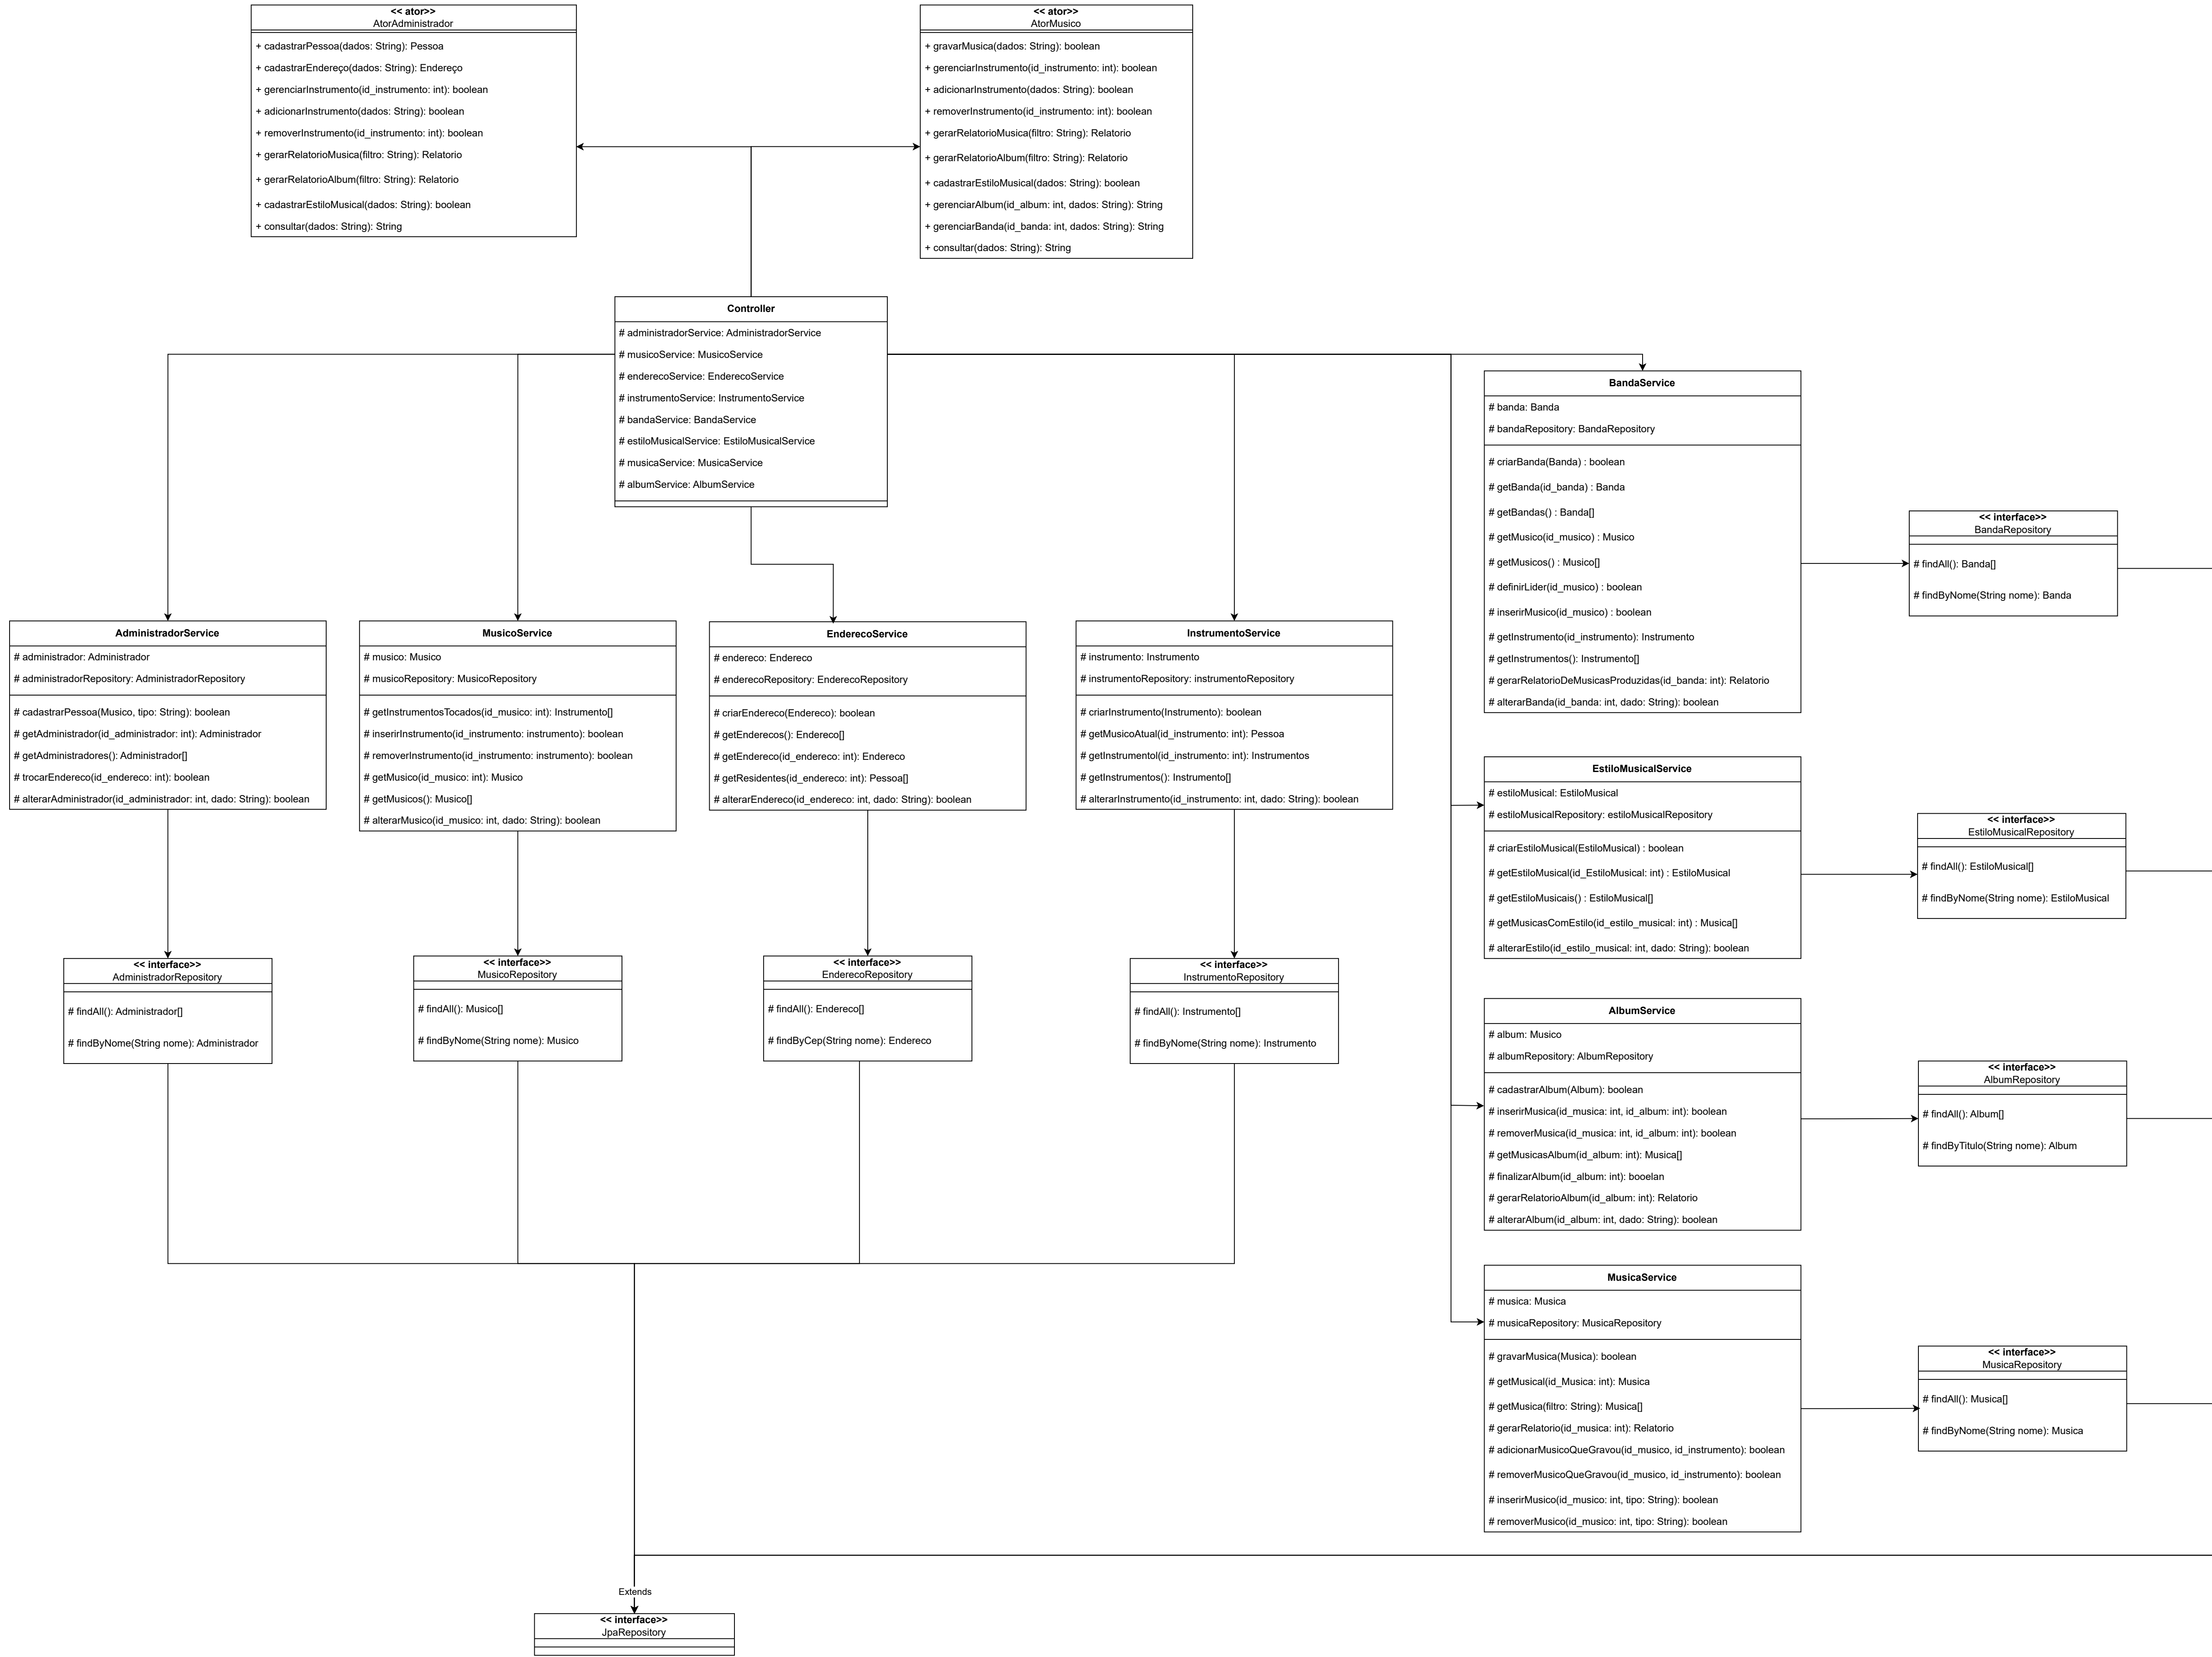 << ator>>
AtorAdministrador
+ cadastrarPessoa(dados: String): Pessoa
+ cadastrarEndereço(dados: String): Endereço
+ gerenciarInstrumento(id_instrumento: int): boolean
+ adicionarInstrumento(dados: String): boolean
+ removerInstrumento(id_instrumento: int): boolean
+ gerarRelatorioMusica(filtro: String): Relatorio
+ gerarRelatorioAlbum(filtro: String): Relatorio
+ cadastrarEstiloMusical(dados: String): boolean
+ consultar(dados: String): String
<< ator>>
AtorMusico
+ gravarMusica(dados: String): boolean
+ gerenciarInstrumento(id_instrumento: int): boolean
+ adicionarInstrumento(dados: String): boolean
+ removerInstrumento(id_instrumento: int): boolean
+ gerarRelatorioMusica(filtro: String): Relatorio
+ gerarRelatorioAlbum(filtro: String): Relatorio
+ cadastrarEstiloMusical(dados: String): boolean
+ gerenciarAlbum(id_album: int, dados: String): String
+ gerenciarBanda(id_banda: int, dados: String): String
+ consultar(dados: String): String
Controller
# administradorService: AdministradorService
# musicoService: MusicoService
# enderecoService: EnderecoService
# instrumentoService: InstrumentoService
# bandaService: BandaService
# estiloMusicalService: EstiloMusicalService
# musicaService: MusicaService
# albumService: AlbumService
BandaService
# banda: Banda
# bandaRepository: BandaRepository
# criarBanda(Banda) : boolean
# getBanda(id_banda) : Banda
# getBandas() : Banda[]
# getMusico(id_musico) : Musico
# getMusicos() : Musico[]
# definirLider(id_musico) : boolean
# inserirMusico(id_musico) : boolean
# getInstrumento(id_instrumento): Instrumento
# getInstrumentos(): Instrumento[]
# gerarRelatorioDeMusicasProduzidas(id_banda: int): Relatorio
# alterarBanda(id_banda: int, dado: String): boolean
<< interface>>
BandaRepository
# findAll(): Banda[]
# findByNome(String nome): Banda
AdministradorService
# administrador: Administrador
# administradorRepository: AdministradorRepository
# cadastrarPessoa(Musico, tipo: String): boolean
# getAdministrador(id_administrador: int): Administrador
# getAdministradores(): Administrador[]
# trocarEndereco(id_endereco: int): boolean
# alterarAdministrador(id_administrador: int, dado: String): boolean
MusicoService
# musico: Musico
# musicoRepository: MusicoRepository
# getInstrumentosTocados(id_musico: int): Instrumento[]
# inserirInstrumento(id_instrumento: instrumento): boolean
# removerInstrumento(id_instrumento: instrumento): boolean
# getMusico(id_musico: int): Musico
# getMusicos(): Musico[]
# alterarMusico(id_musico: int, dado: String): boolean
EnderecoService
# endereco: Endereco
# enderecoRepository: EnderecoRepository
# criarEndereco(Endereco): boolean
# getEnderecos(): Endereco[]
# getEndereco(id_endereco: int): Endereco
# getResidentes(id_endereco: int): Pessoa[]
# alterarEndereco(id_endereco: int, dado: String): boolean
InstrumentoService
# instrumento: Instrumento
# instrumentoRepository: instrumentoRepository
# criarInstrumento(Instrumento): boolean
# getMusicoAtual(id_instrumento: int): Pessoa
# getInstrumentol(id_instrumento: int): Instrumentos
# getInstrumentos(): Instrumento[]
# alterarInstrumento(id_instrumento: int, dado: String): boolean
EstiloMusicalService
# estiloMusical: EstiloMusical
# estiloMusicalRepository: estiloMusicalRepository
# criarEstiloMusical(EstiloMusical) : boolean
# getEstiloMusical(id_EstiloMusical: int) : EstiloMusical
# getEstiloMusicais() : EstiloMusical[]
# getMusicasComEstilo(id_estilo_musical: int) : Musica[]
# alterarEstilo(id_estilo_musical: int, dado: String): boolean
<< interface>>
EstiloMusicalRepository
# findAll(): EstiloMusical[]
# findByNome(String nome): EstiloMusical
<< interface>>
AdministradorRepository
# findAll(): Administrador[]
# findByNome(String nome): Administrador
<< interface>>
MusicoRepository
# findAll(): Musico[]
# findByNome(String nome): Musico
<< interface>>
EnderecoRepository
# findAll(): Endereco[]
# findByCep(String nome): Endereco
<< interface>>
InstrumentoRepository
# findAll(): Instrumento[]
# findByNome(String nome): Instrumento
AlbumService
# album: Musico
# albumRepository: AlbumRepository
# cadastrarAlbum(Album): boolean
# inserirMusica(id_musica: int, id_album: int): boolean
# removerMusica(id_musica: int, id_album: int): boolean
# getMusicasAlbum(id_album: int): Musica[]
# finalizarAlbum(id_album: int): booelan
# gerarRelatorioAlbum(id_album: int): Relatorio
# alterarAlbum(id_album: int, dado: String): boolean
<< interface>>
AlbumRepository
# findAll(): Album[]
# findByTitulo(String nome): Album
MusicaService
# musica: Musica
# musicaRepository: MusicaRepository
# gravarMusica(Musica): boolean
# getMusical(id_Musica: int): Musica
# getMusica(filtro: String): Musica[]
# gerarRelatorio(id_musica: int): Relatorio
# adicionarMusicoQueGravou(id_musico, id_instrumento): boolean
# removerMusicoQueGravou(id_musico, id_instrumento): boolean
# inserirMusico(id_musico: int, tipo: String): boolean
# removerMusico(id_musico: int, tipo: String): boolean
<< interface>>
MusicaRepository
# findAll(): Musica[]
# findByNome(String nome): Musica
Extends
<< interface>>
JpaRepository